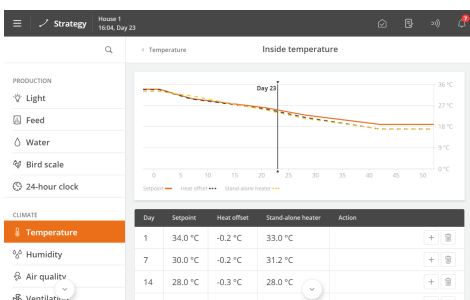 Strategy
House 1
16:04, Day 23
9
Temperature
Inside temperature
PRODUCTION
Light
Feed
Water
Bird scale
24-hour clock
CLIMATE
Temperature
Humidity
Air quality
Ventilation
Day 23
36 °C
27 °C
18 °C
9 °C
0 °C
0 5 10 15 20 25 30 35 40 45 50
Setpoint Heat offset Stand-alone heater
Day Setpoint Heat offset Stand-alone heater Action
1 34.0 °C -0.2 °C 33.0 °C
7 30.0 °C -0.2 °C 31.2 °C
14 28.0 °C -0.3 °C 28.0 °C